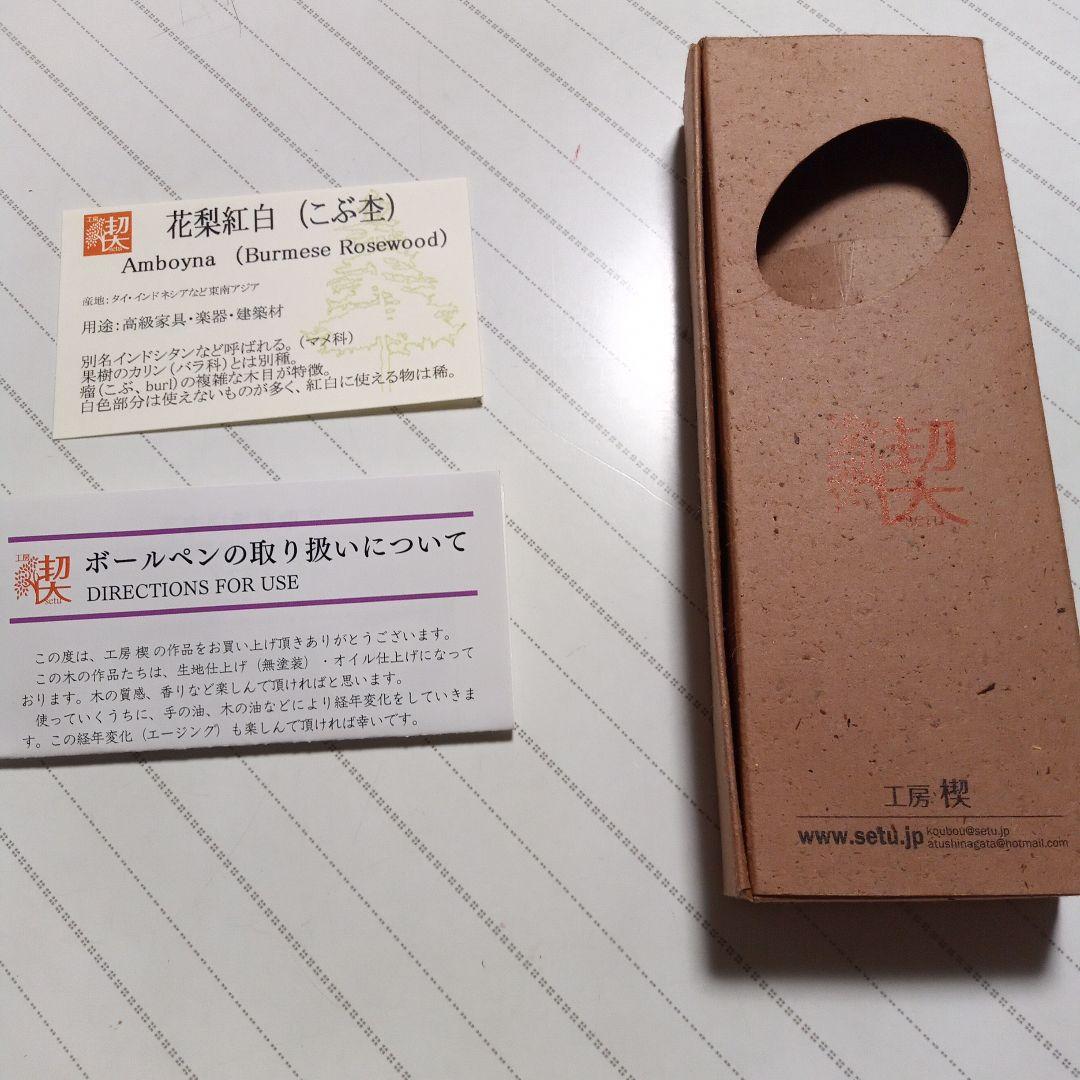 工房
楔
setu
花梨紅白 (こぶ杢)
Amboyna (Burmese Rosewood)
産地:タイ・インドネシアなど東南アジア
用途:高級家具・楽器・建築材
別名インドシタンなど呼ばれる。(マメ科)
果樹のカリン(バラ科)とは別種。
瘤(こぶ、burl)の複雑な木目が特徴。
白色部分は使えないものが多く、紅白に使える物は稀。
工房
楔
setu
ボールペンの取り扱いについて
DIRECTIONS FOR USE
この度は、工房 楔 の作品をお買い上げ頂きありがとうございます。
この木の作品たちは、生地仕上げ(無塗装)・オイル仕上げになって
おります。木の質感、香りなど楽しんで頂ければと思います。
使っていくうちに、手の油、木の油などにより経年変化をしていきま
す。この経年変化(エージング)も楽しんで頂ければ幸いです。
楔
setu
工房 楔
www.setu.jp
koubou@setu.jp
atushinagata@hotmail.com